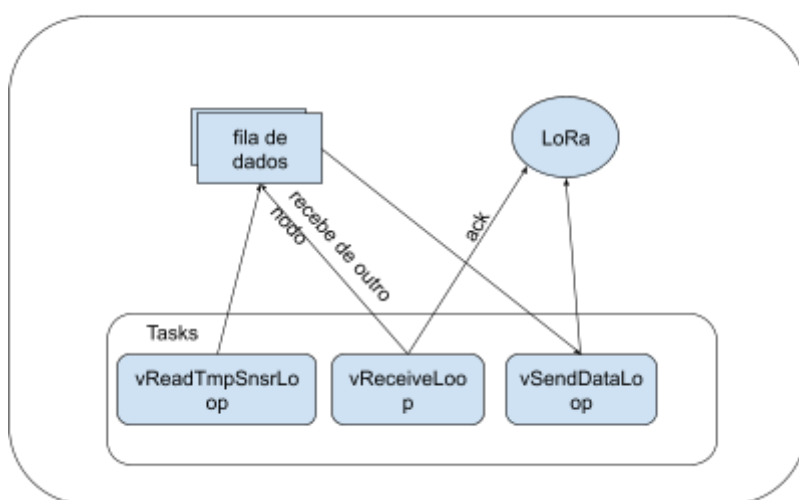 fila de
dados
LoRa
recebe de outro
nodo
ack
Tasks
vReadTmpSnsrLo
op
vReceiveLoo
p
vSendDataLo
op